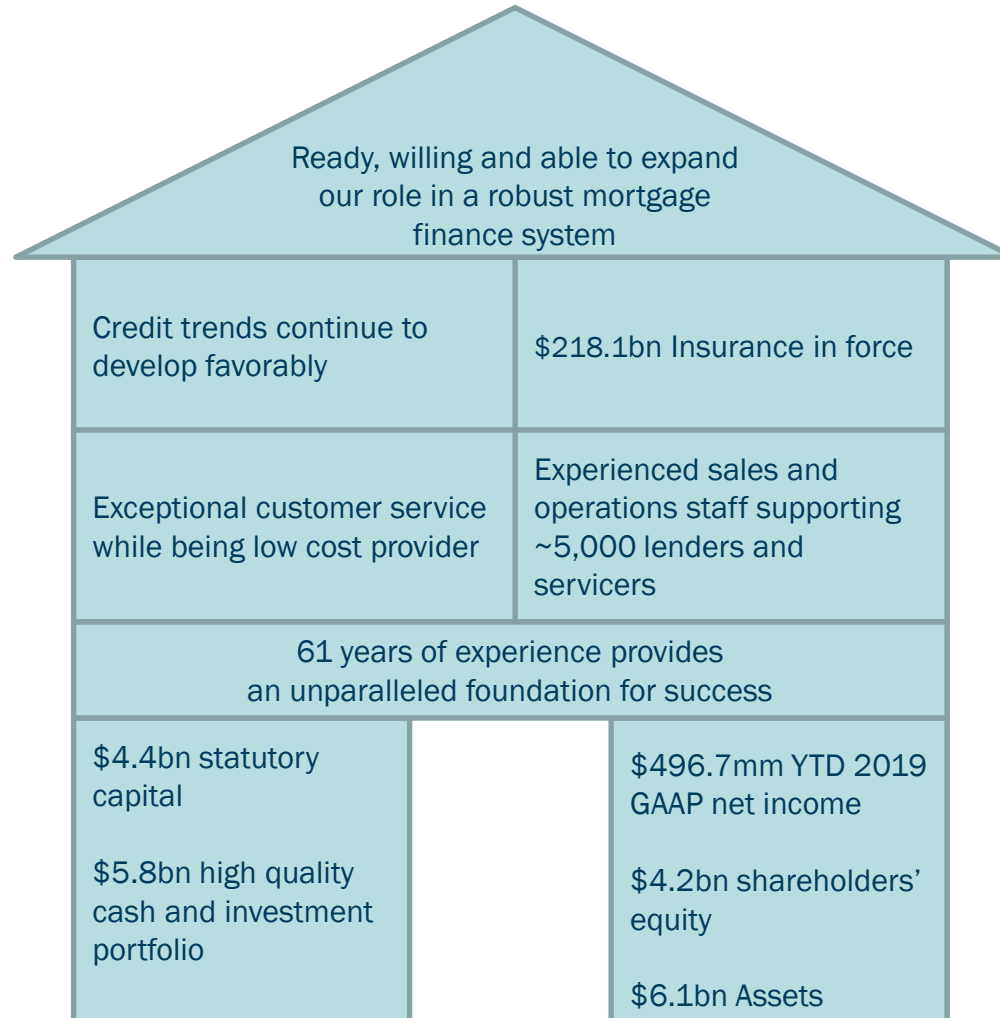 Ready, willing and able to expand
our role in a robust mortgage
finance system
Credit trends continue to
develop favorably
$218.1bn Insurance in force
Exceptional customer service
while being low cost provider
Experienced sales and
operations staff supporting
~5,000 lenders and
servicers
61 years of experience provides
an unparalleled foundation for success
$4.4bn statutory
capital
$5.8bn high quality
cash and investment
portfolio
$496.7mm YTD 2019
GAAP net income
$4.2bn shareholders’
equity
$6.1bn Assets